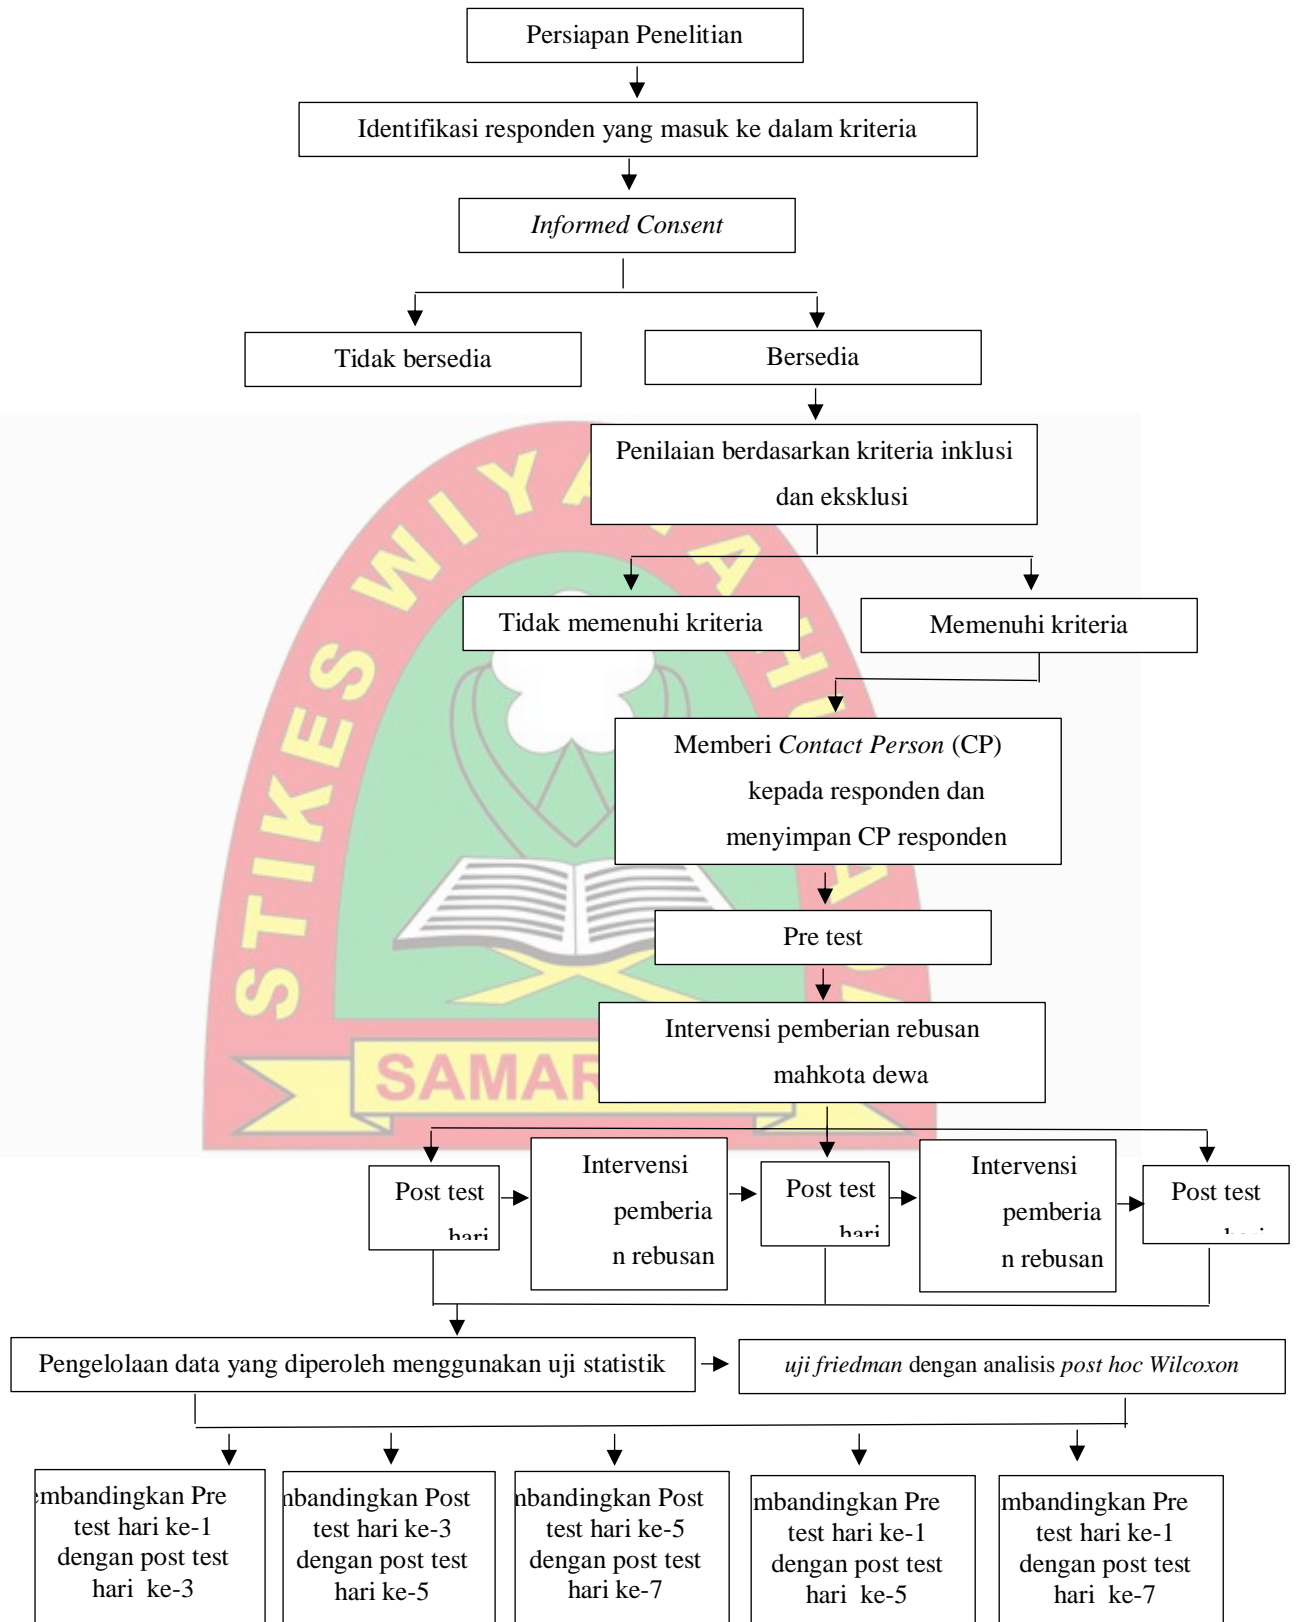 Persiapan Penelitian
Identifikasi responden yang masuk ke dalam kriteria
Informed Consent
Tidak bersedia
Bersedia
Penilaian berdasarkan kriteria inklusi
dan eksklusi
Tidak memenuhi kriteria
Memenuhi kriteria
Memberi Contact Person (CP)
kepada responden dan
menyimpan CP responden
Pre test
Intervensi pemberian rebusan
mahkota dewa
STIKES
SAMAR
Post test
hari
Intervensi
pemberia
n rebusan
Post test
hari
Intervensi
pemberia
n rebusan
Post test
Pengelolaan data yang diperoleh menggunakan uji statistik
uji friedman dengan analisis post hoc Wilcoxon
embandingkan Pre
test hari ke-1
dengan post test
hari ke-3
mbandingkan Post
test hari ke-3
dengan post test
hari ke-5
mbandingkan Post
test hari ke-5
dengan post test
hari ke-7
mbandingkan Pre
test hari ke-1
dengan post test
hari ke-5
mbandingkan Pre
test hari ke-1
dengan post test
hari ke-7